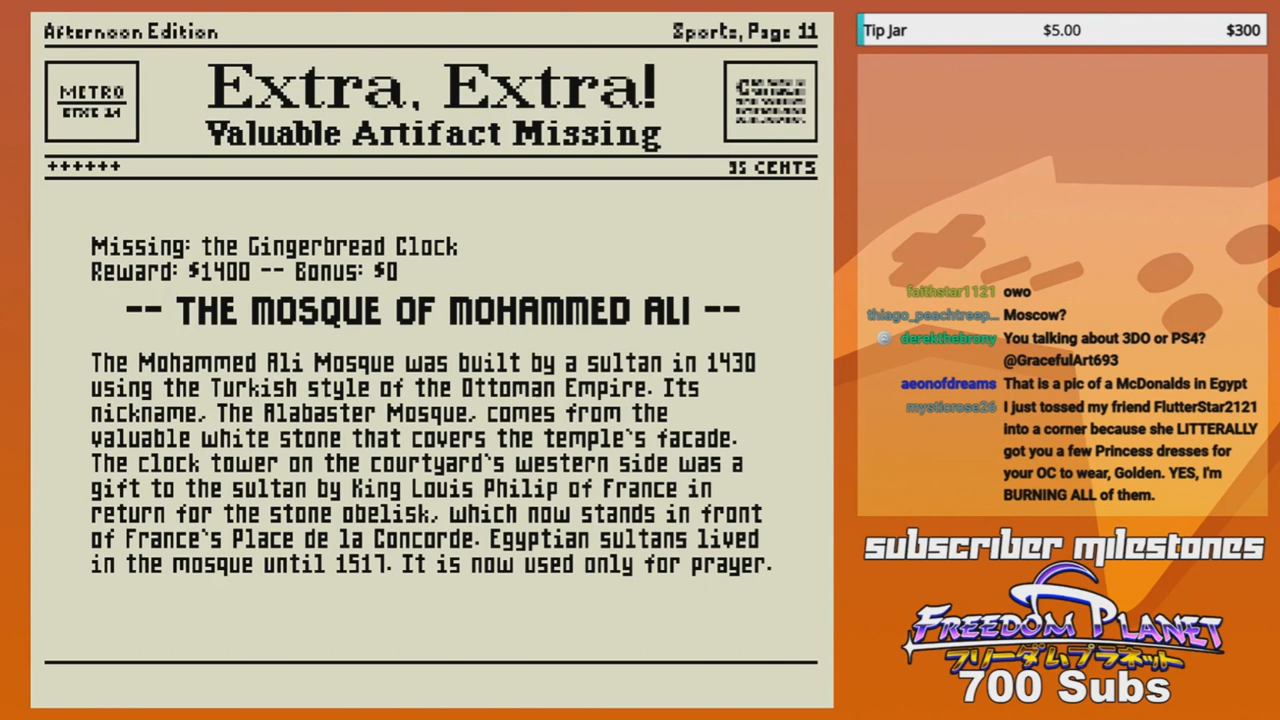 Afternoon Edition
Sports, Page 11
METRO
Extra, Extra!
Valuable Artifact Missing
++++++
35 CENTS
Missing: the Gingerbread Clock
Reward: $1400 -- Bonus: $0
-- THE MOSQUE OF MOHAMMED ALI --
The Mohammed Ali Mosque was built by a sultan in 1430
using the Turkish style of the Ottoman Empire. Its
nickname, The Alabaster Mosque, comes from the
valuable white stone that covers the temple's facade.
The clock tower on the courtyard's western side was a
gift to the sultan by King Louis Philip of France in
return for the stone obelisk, which now stands in front
of France's Place de la Concorde. Egyptian sultans lived
in the mosque until 1517. It is now used only for prayer.
Tip Jar $5.00 $300
faithstar1121 owo
thiago_peachtreep... Moscow?
derekthebrony You talking about 3DO or PS4?
@GracefulArt693
aeonofdreams That is a pic of a McDonalds in Egypt
mysticrose26 I just tossed my friend FlutterStar2121
into a corner because she LITTERALLY
got you a few Princess dresses for
your OC to wear, Golden. YES, I'm
BURNING ALL of them.
subscriber milestones
FREEDOM PLANET
フリーダムプラネット
700 Subs